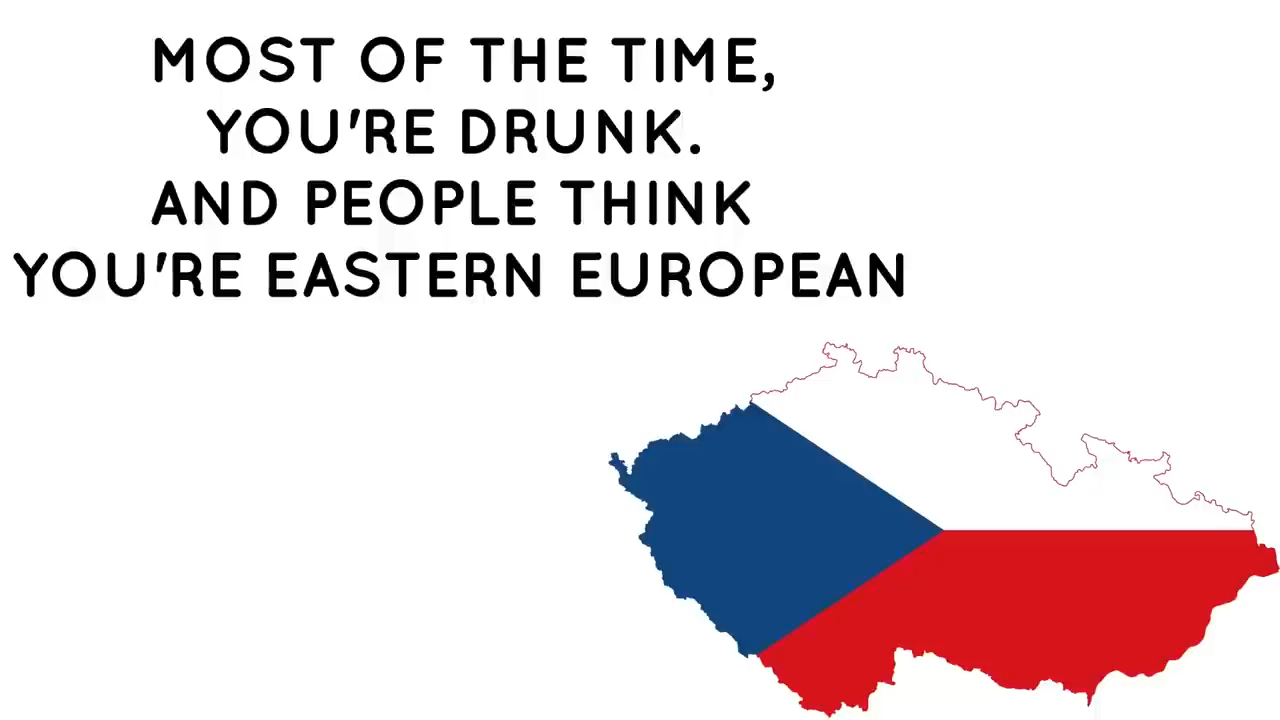 MOST OF THE TIME,
YOU'RE DRUNK.
AND PEOPLE THINK
YOU'RE EASTERN EUROPEAN